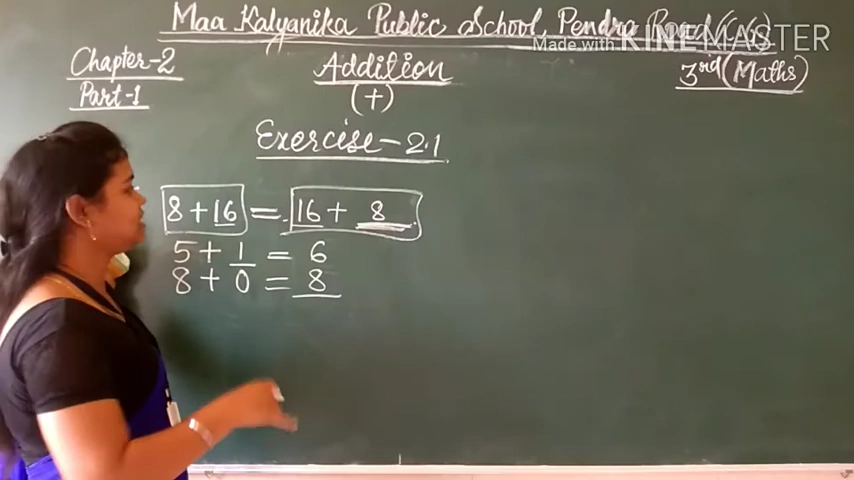 Maa Kalyanika Public School, Pendra Road (C.G)
Made with KINEMASTER
Chapter-2
Part-1
Addition
(+)
3rd (Maths)
Exercise-2.1
8+16 = 16+ 8
5+ 1 = 6
8+ 0 = 8